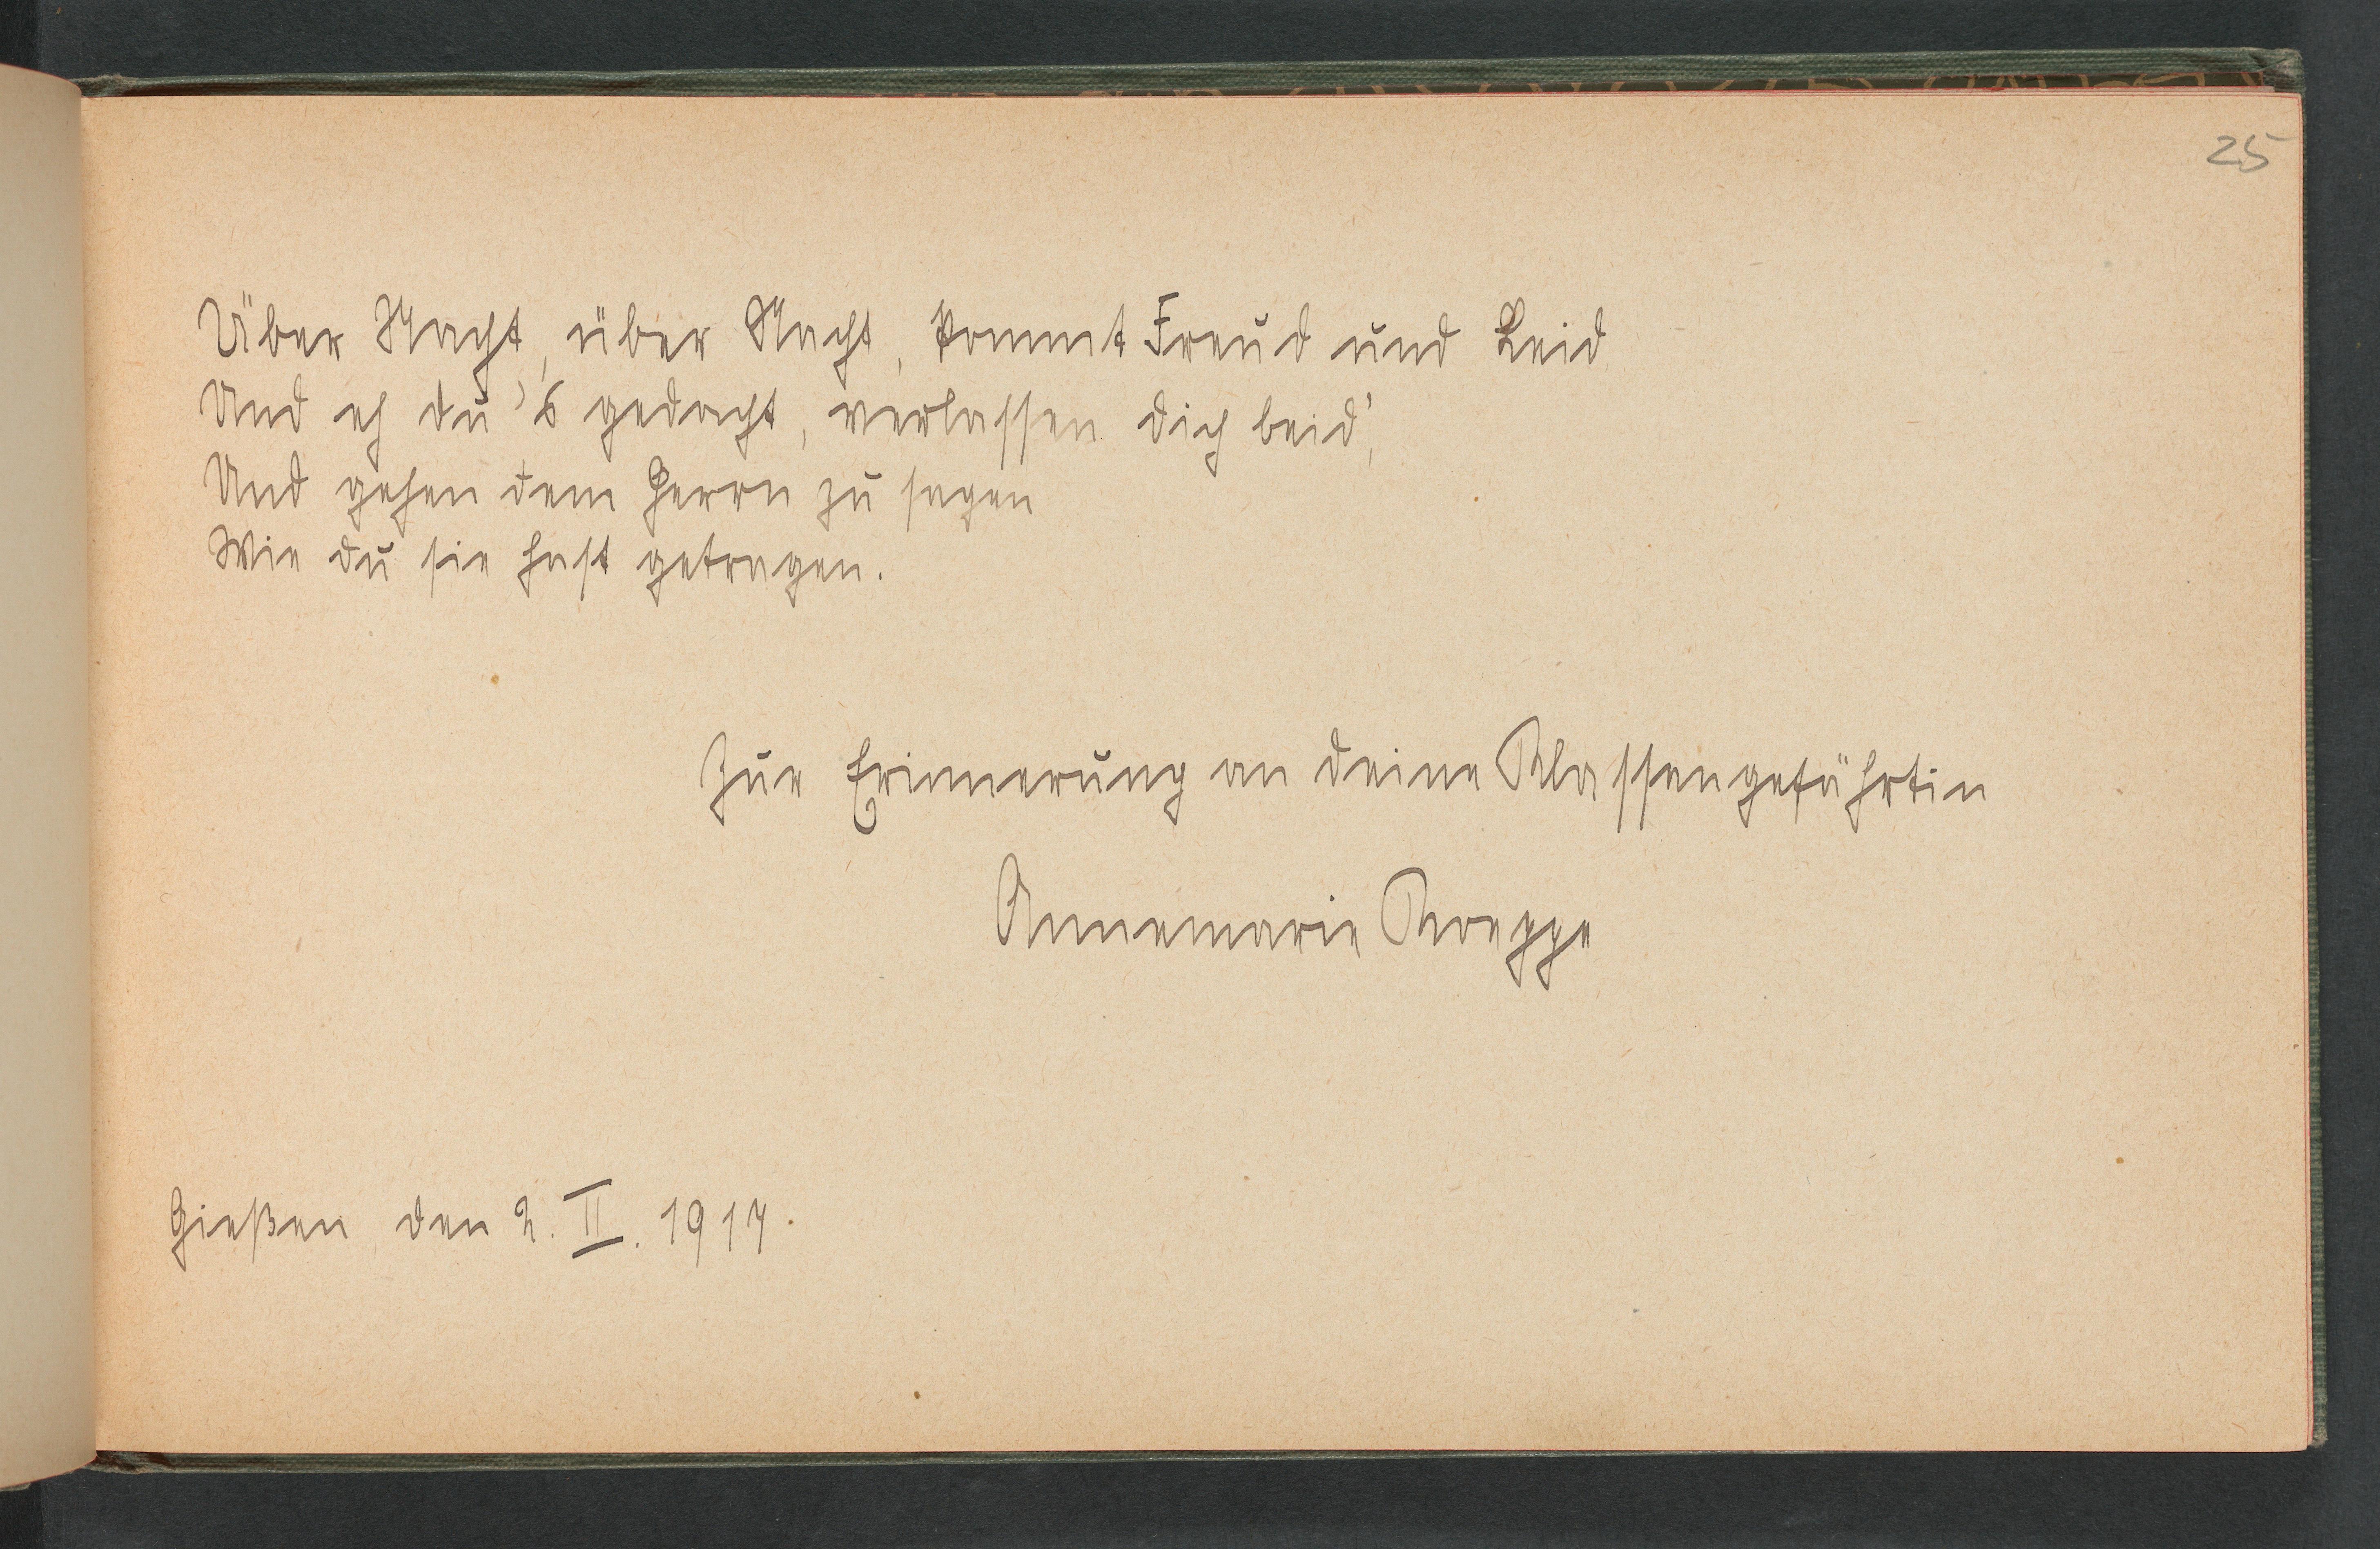 25
Über Nacht, über Nacht, kommt Freud und Leid
Und eh du's gedacht, verlassen dich beid',
Und gehen dem Herrn zu sagen
Wie du sie hast getragen.
Zur Erinnerung an deine Klassengefährtin
Annemarie
Gießen den 2. II. 1917.